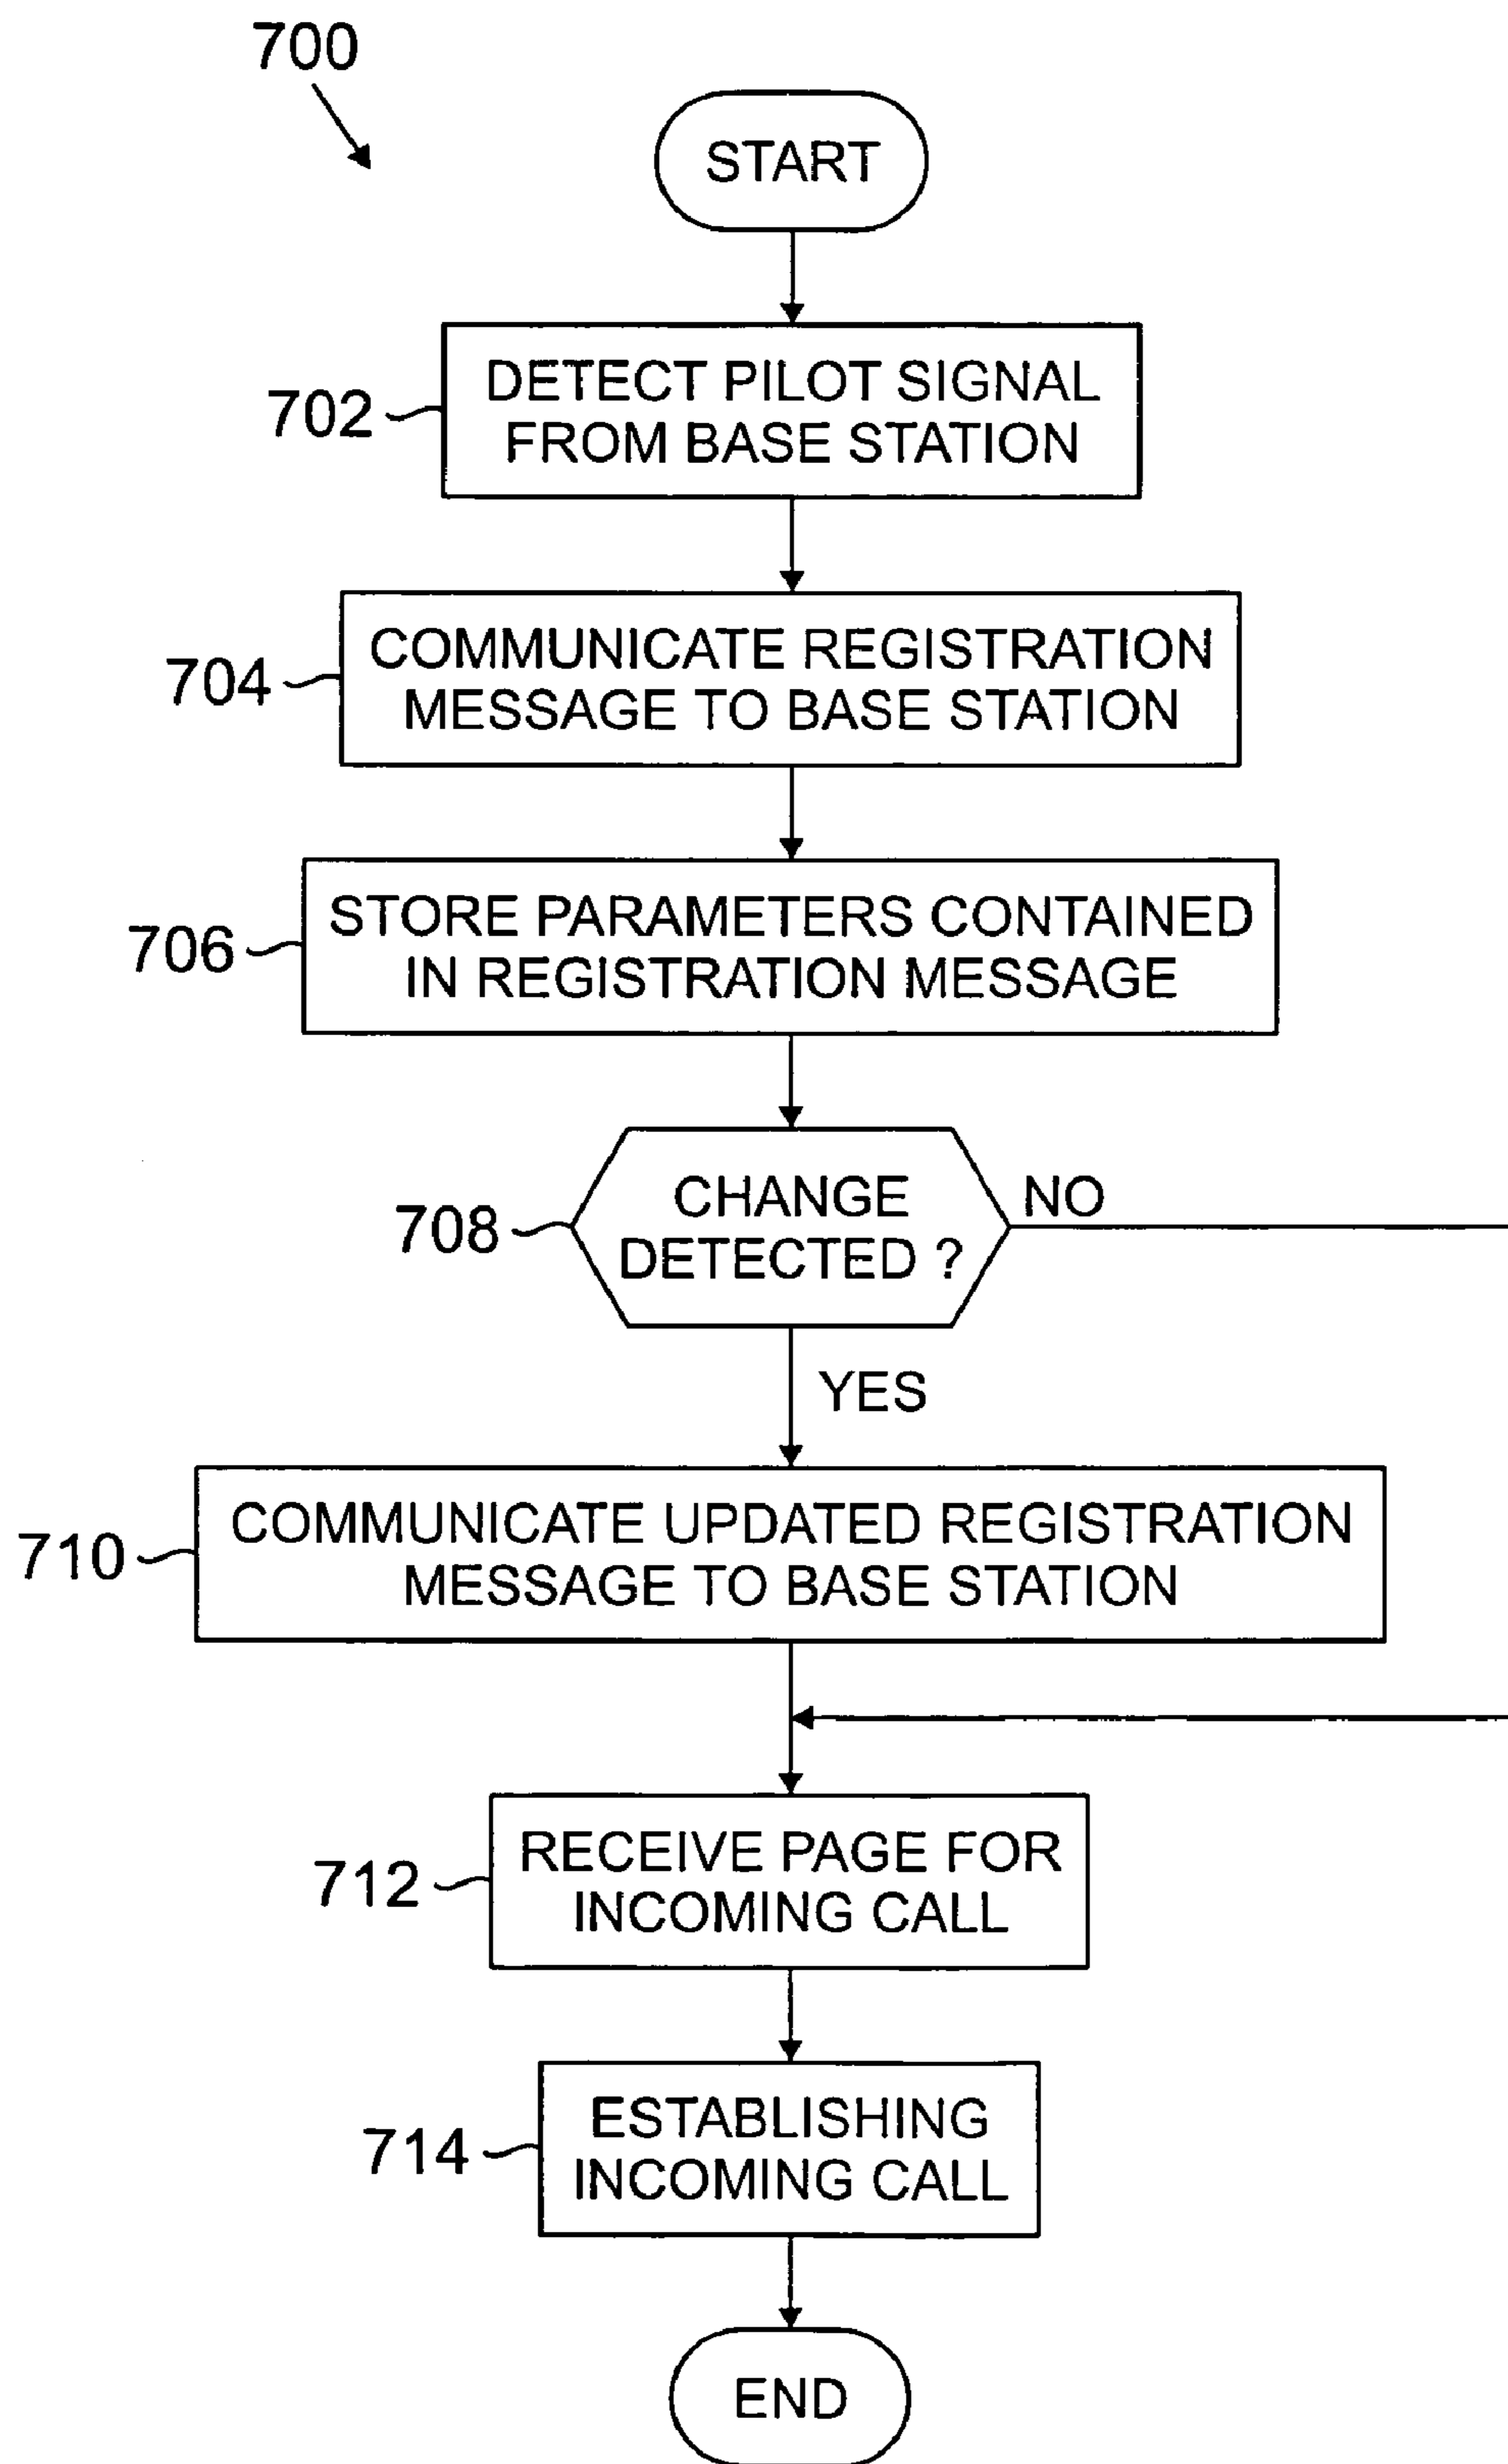 700
START
702
DETECT PILOT SIGNAL
FROM BASE STATION
704
COMMUNICATE REGISTRATION
MESSAGE TO BASE STATION
706
STORE PARAMETERS CONTAINED
IN REGISTRATION MESSAGE
708
CHANGE
DETECTED ?
NO
YES
710
COMMUNICATE UPDATED REGISTRATION
MESSAGE TO BASE STATION
712
RECEIVE PAGE FOR
INCOMING CALL
714
ESTABLISHING
INCOMING CALL
END